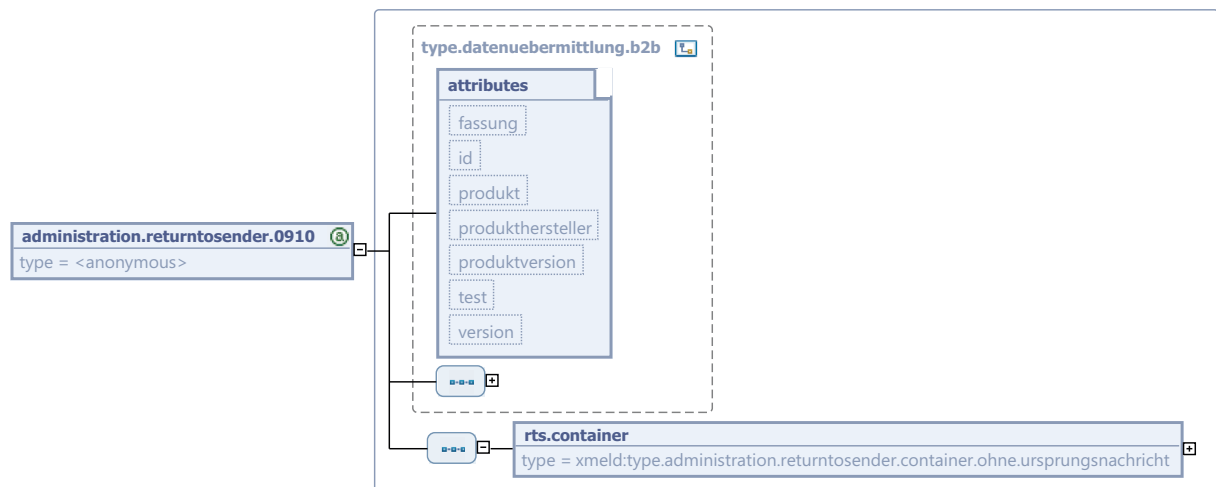 type.datenuebermittlung.b2b
attributes
fassung
id
produkt
produkthersteller
produktversion
test
version
administration.returntosender.0910
type = <anonymous>
rts.container
type = xmeld:type.administration.returntosender.container.ohne.ursprungsnachricht